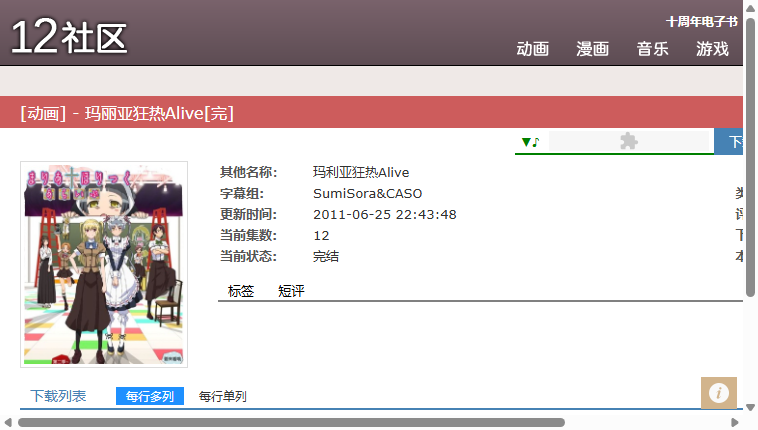 12社区
十周年电子书
动画 漫画 音乐 游戏
[动画] - 玛丽亚狂热Alive[完]
▼♪
其他名称: 玛利亚狂热Alive
字幕组: SumiSora&CASO
更新时间: 2011-06-25 22:43:48
当前集数: 12
当前状态: 完结
标签 短评
下载列表 每行多列 每行单列